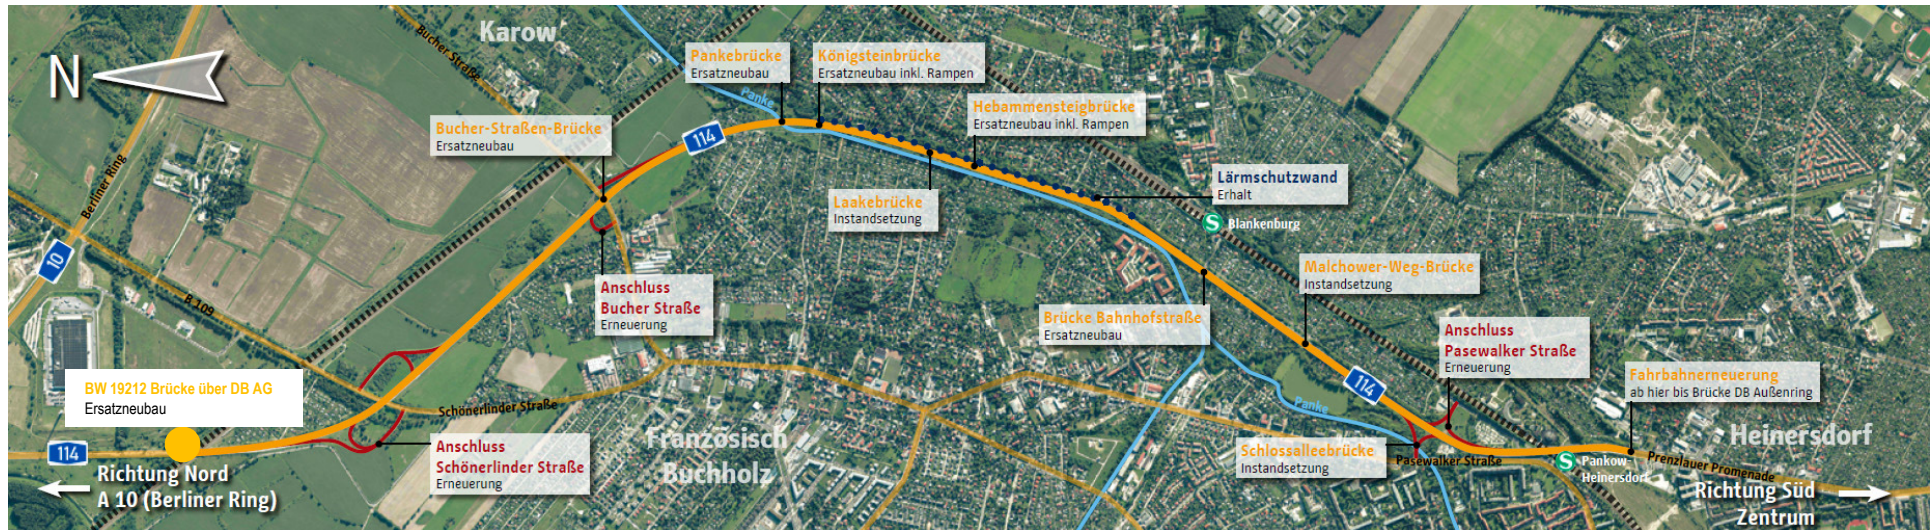 N
Karow
Bucher Straße
Berliner Ring
10
B 109
Pankebrücke
Ersatzneubau
Königsteinbrücke
Ersatzneubau inkl. Rampen
Panke
Hebammensteigbrücke
Ersatzneubau inkl. Rampen
Bucher-Straßen-Brücke
Ersatzneubau
114
Laakebrücke
Instandsetzung
Lärmschutzwand
Erhalt
S Blankenburg
Anschluss
Bucher Straße
Erneuerung
Malchower-Weg-Brücke
Instandsetzung
Brücke Bahnhofstraße
Ersatzneubau
Anschluss
Pasewalker Straße
Erneuerung
Fahrbahnerneuerung
ab hier bis Brücke DB Außenring
BW 19212 Brücke über DB AG
Ersatzneubau
Schönerlinder Straße
114
Panke
114
Richtung Nord
A 10 (Berliner Ring)
Anschluss
Schönerlinder Straße
Erneuerung
Französisch
Buchholz
Schlossalleebrücke
Instandsetzung
Pasewalker Straße
S Pankow-
Heinersdorf
Prenzlauer Promenade
Heinersdorf
Richtung Süd
Zentrum